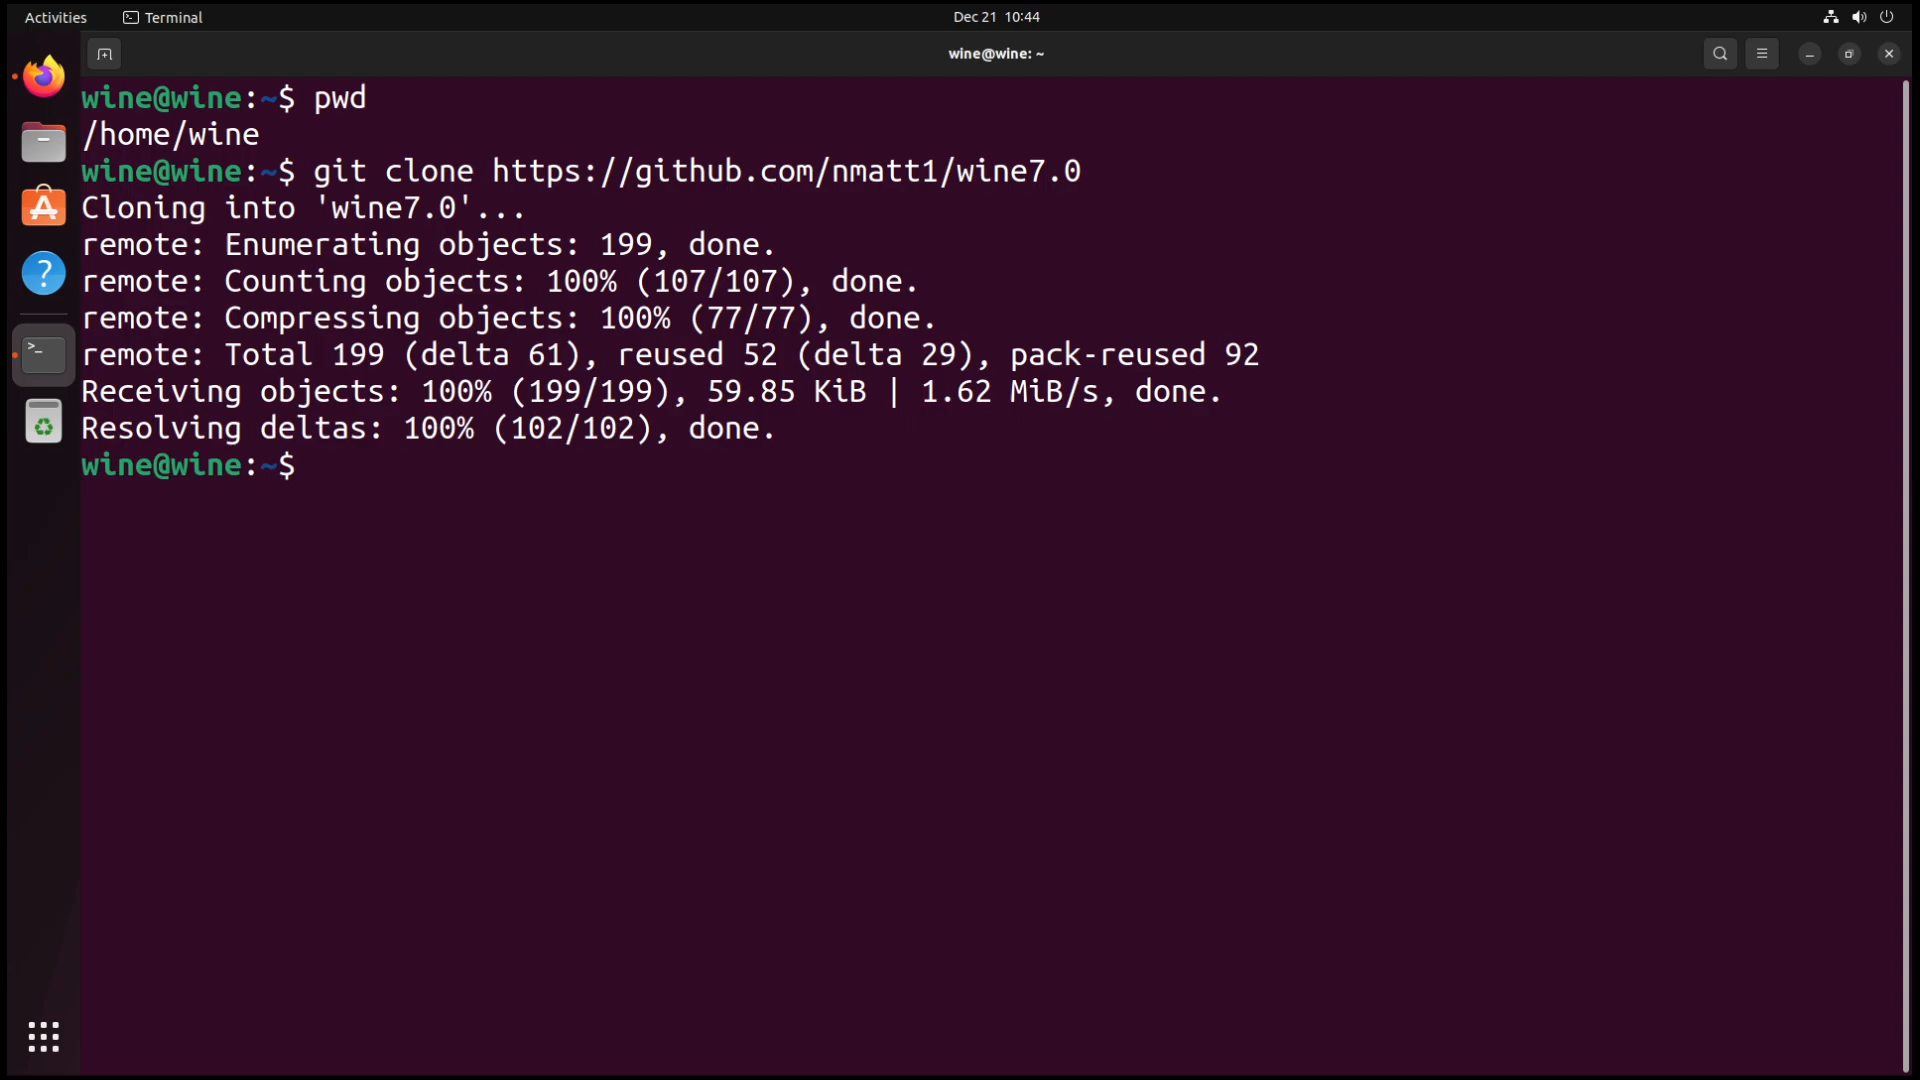 Activities Terminal Dec 21 10:44
wine@wine: ~
wine@wine:~$ pwd
/home/wine
wine@wine:~$ git clone https://github.com/nmatt1/wine7.0
Cloning into 'wine7.0'...
remote: Enumerating objects: 199, done.
remote: Counting objects: 100% (107/107), done.
remote: Compressing objects: 100% (77/77), done.
remote: Total 199 (delta 61), reused 52 (delta 29), pack-reused 92
Receiving objects: 100% (199/199), 59.85 KiB | 1.62 MiB/s, done.
Resolving deltas: 100% (102/102), done.
wine@wine:~$